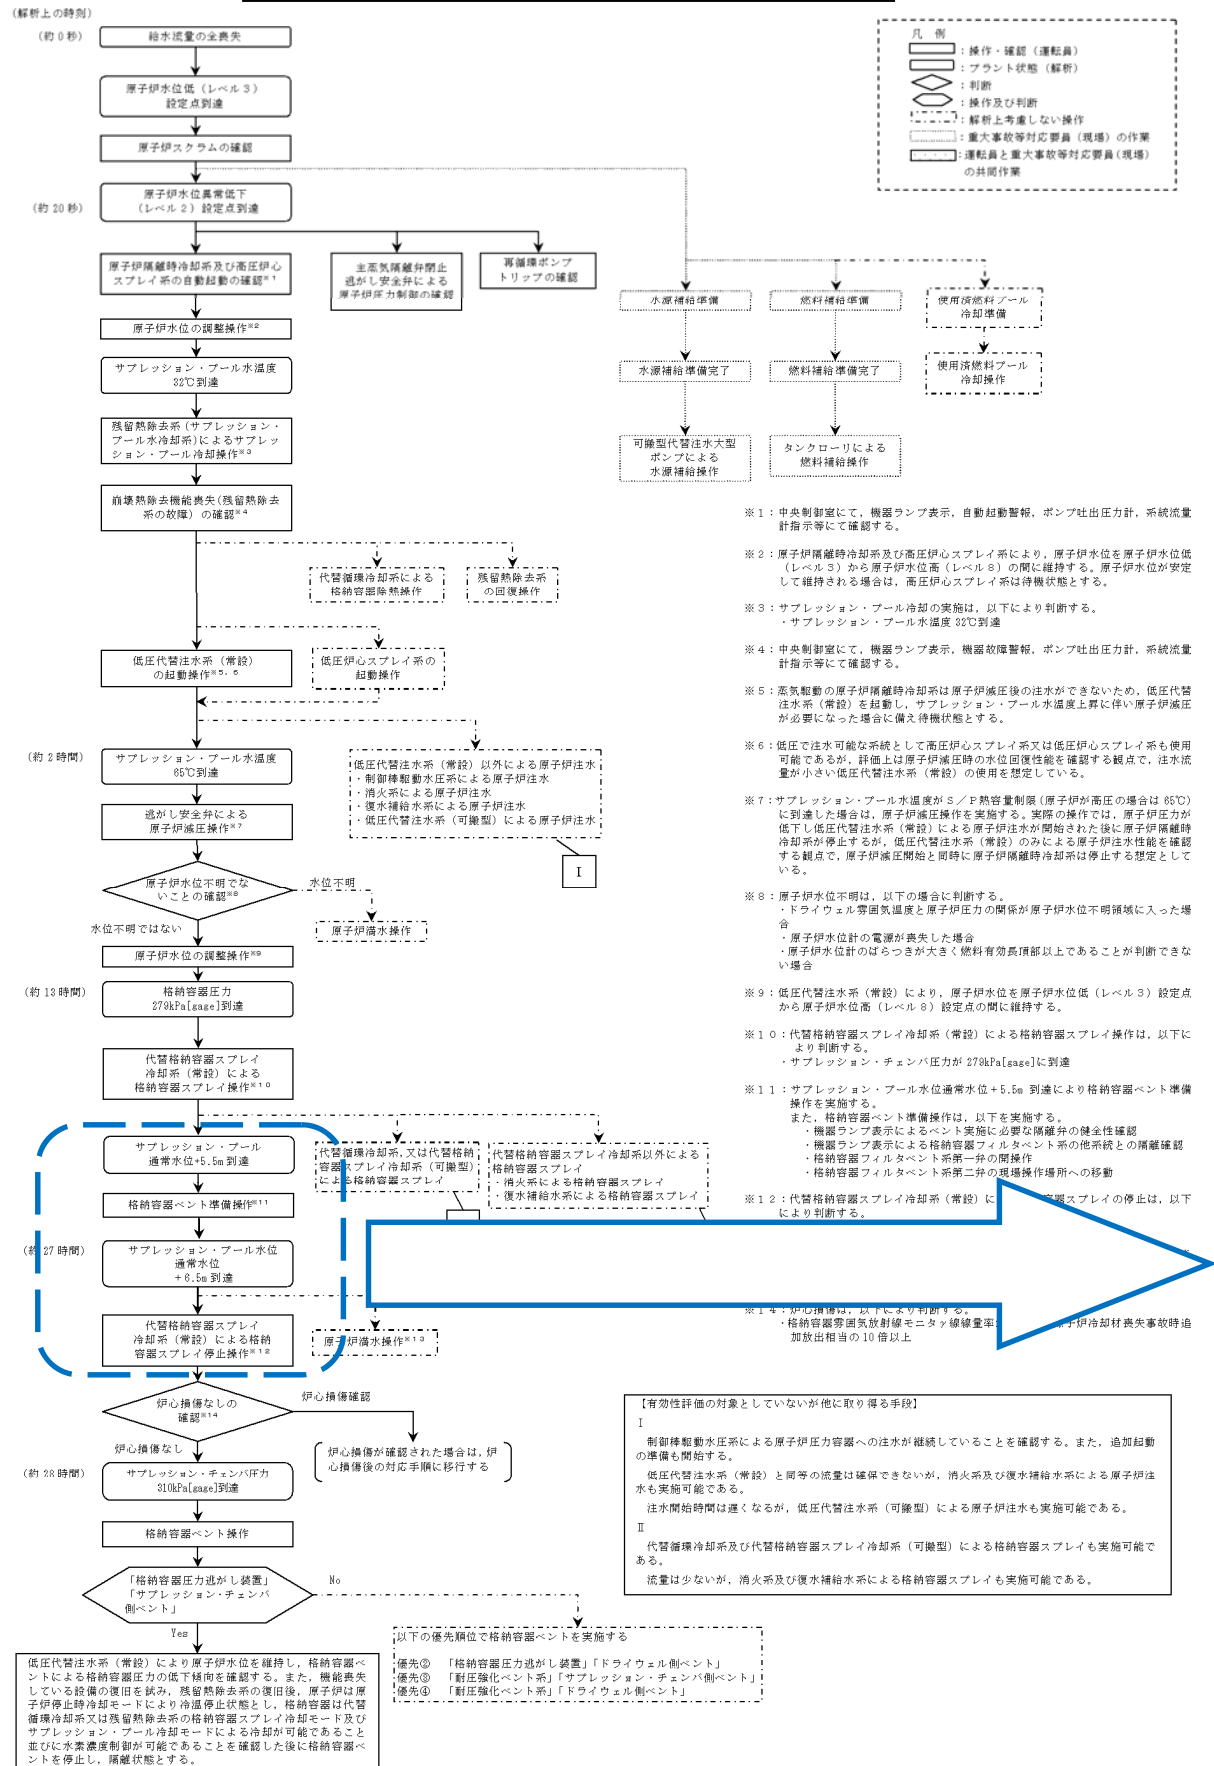 (解析上の時刻)
(約0秒)
給水流量の全喪失
原子炉水位低(レベル3)
設定点到達
原子炉スクラムの確認
(約20秒)
原子炉水位異常低下
(レベル2)設定点到達
原子炉隔離時冷却系及び高圧炉心
スプレイ系の自動起動の確認※1
主蒸気隔離弁閉止
逃がし安全弁による
原子炉圧力制御の確認
再循環ポンプ
トリップの確認
原子炉水位の調整操作※2
サプレッション・プール水温度
32℃到達
残留熱除去系(サプレッション・
プール水冷却系)によるサプレッ
ション・プール冷却操作※3
崩壊熱除去機能喪失(残留熱除去
系の故障)の確認※4
代替循環冷却系による
格納容器除熱操作
残留熱除去系
の回復操作
低圧代替注水系(常設)
の起動操作※5,6
低圧炉心スプレイ系の
起動操作
(約2時間)
サプレッション・プール水温度
65℃到達
逃がし安全弁による
原子炉減圧操作※7
低圧代替注水系(常設)以外による原子炉注水
・制御棒駆動水圧系による原子炉注水
・消火系による原子炉注水
・復水補給水系による原子炉注水
・低圧代替注水系(可搬型)による原子炉注水
Ⅰ
原子炉水位不明でな
いことの確認※8
水位不明
原子炉満水操作
水位不明ではない
原子炉水位の調整操作※9
(約13時間)
格納容器圧力
279kPa[gage]到達
代替格納容器スプレイ
冷却系(常設)による
格納容器スプレイ操作※10
サプレッション・プール
通常水位+5.5m到達
代替循環冷却系,又は代替格納
容器スプレイ冷却系(可搬型)
による格納容器スプレイ
代替格納容器スプレイ冷却系以外による
格納容器スプレイ
・消火系による格納容器スプレイ
・復水補給水系による格納容器スプレイ
格納容器ベント準備操作※11
(約27時間)
サプレッション・プール水位
通常水位
+6.5m到達
代替格納容器スプレイ
冷却系(常設)による格納
容器スプレイ停止操作※12
原子炉満水操作※13
炉心損傷なしの
確認※14
炉心損傷確認
炉心損傷が確認された場合は,炉
心損傷後の対応手順に移行する
炉心損傷なし
(約28時間)
サプレッション・チェンバ圧力
310kPa[gage]到達
格納容器ベント操作
「格納容器圧力逃がし装置」
「サプレッション・チェンバ
側ベント」
No
Yes
以下の優先順位で格納容器ベントを実施する
優先② 「格納容器圧力逃がし装置」「ドライウェル側ベント」
優先③ 「耐圧強化ベント系」「サプレッション・チェンバ側ベント」
優先④ 「耐圧強化ベント系」「ドライウェル側ベント」
低圧代替注水系(常設)により原子炉水位を維持し,格納容器ベ
ントによる格納容器圧力の低下傾向を確認する。また,機能喪失
している設備の復旧を試み,残留熱除去系の復旧後,原子炉は原
子炉停止時冷却モードにより冷温停止状態とし,格納容器は代替
循環冷却系又は残留熱除去系の格納容器スプレイ冷却モード及び
サプレッション・プール冷却モードによる冷却が可能であること
並びに水素濃度制御が可能であることを確認した後に格納容器ベ
ントを停止し,隔離状態とする。
凡 例
:操作・確認(運転員)
:プラント状態(解析)
:判断
:操作及び判断
:解析上考慮しない操作
:重大事故等対応要員(現場)の作業
:運転員と重大事故等対応要員(現場)
の共同作業
水源補給準備
燃料補給準備
使用済燃料プール
冷却準備
水源補給準備完了
燃料補給準備完了
使用済燃料プール
冷却操作
可搬型代替注水大型
ポンプによる
水源補給操作
タンクローリによる
燃料補給操作
※1:中央制御室にて,機器ランプ表示,自動起動警報,ポンプ吐出圧力計,系統流量
計指示等にて確認する。
※2:原子炉隔離時冷却系及び高圧炉心スプレイ系により,原子炉水位を原子炉水位低
(レベル3)から原子炉水位高(レベル8)の間に維持する。原子炉水位が安定
して維持される場合は,高圧炉心スプレイ系は待機状態とする。
※3:サプレッション・プール冷却の実施は,以下により判断する。
・サプレッション・プール水温度 32℃到達
※4:中央制御室にて,機器ランプ表示,機器故障警報,ポンプ吐出圧力計,系統流量
計指示等にて確認する。
※5:蒸気駆動の原子炉隔離時冷却系は原子炉減圧後の注水ができないため,低圧代替
注水系(常設)を起動し,サプレッション・プール水温度上昇に伴い原子炉減圧
が必要になった場合に備え待機状態とする。
※6:低圧で注水可能な系統として高圧炉心スプレイ系又は低圧炉心スプレイ系も使用
可能であるが,評価上は原子炉減圧時の水位回復性能を確認する観点で,注水流
量が小さい低圧代替注水系(常設)の使用を想定している。
※7:サプレッション・プール水温度がS/P熱容量制限(原子炉が高圧の場合は65℃)
に到達した場合は,原子炉減圧操作を実施する。実際の操作では,原子炉圧力が
低下し低圧代替注水系(常設)による原子炉注水が開始された後に原子炉隔離時
冷却系が停止するが,低圧代替注水系(常設)のみによる原子炉注水性能を確認
する観点で,原子炉減圧開始と同時に原子炉隔離時冷却系は停止する想定として
いる。
※8:原子炉水位不明は,以下の場合に判断する。
・ドライウェル雰囲気温度と原子炉圧力の関係が原子炉水位不明領域に入った場
合
・原子炉水位計の電源が喪失した場合
・原子炉水位計のばらつきが大きく燃料有効長頂部以上であることが判断できな
い場合
※9:低圧代替注水系(常設)により,原子炉水位を原子炉水位低(レベル3)設定点
から原子炉水位高(レベル8)設定点の間に維持する。
※10:代替格納容器スプレイ冷却系(常設)による格納容器スプレイ操作は,以下に
より判断する。
・サプレッション・チェンバ圧力が279kPa[gage]に到達
※11:サプレッション・プール水位通常水位+5.5m到達により格納容器ベント準備
操作を実施する。
また,格納容器ベント準備操作は,以下を実施する。
・機器ランプ表示によるベント実施に必要な隔離弁の健全性確認
・機器ランプ表示による格納容器フィルタベント系の他系統との隔離確認
・格納容器フィルタベント系第一弁の開操作
・格納容器フィルタベント系第二弁の現場操作場所への移動
※12:代替格納容器スプレイ冷却系(常設)に 容器スプレイの停止は,以下
により判断する。
※14:炉心損傷は,以下により判断する。
・格納容器雰囲気放射線モニタγ線線量率 子炉冷却材喪失事故時追
加放出相当の10倍以上
【有効性評価の対象としていないが他に取り得る手段】
Ⅰ
制御棒駆動水圧系による原子炉圧力容器への注水が継続していることを確認する。また,追加起動
の準備も開始する。
低圧代替注水系(常設)と同等の流量は確保できないが,消火系及び復水補給水系による原子炉注
水も実施可能である。
注水開始時間は遅くなるが,低圧代替注水系(可搬型)による原子炉注水も実施可能である。
Ⅱ
代替循環冷却系及び代替格納容器スプレイ冷却系(可搬型)による格納容器スプレイも実施可能で
ある。
流量は少ないが,消火系及び復水補給水系による格納容器スプレイも実施可能である。